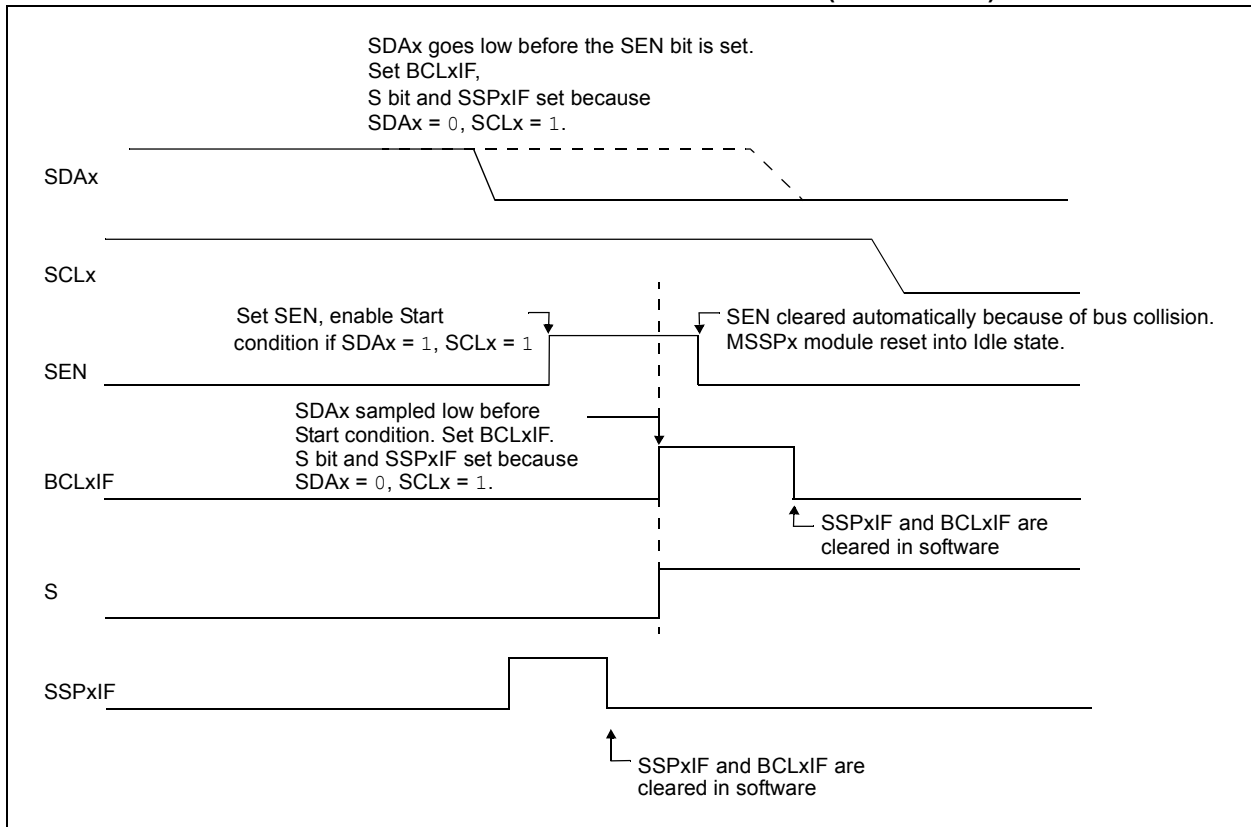 SDAx goes low before the SEN bit is set.
Set BCLxIF,
S bit and SSPxIF set because
SDAx = 0, SCLx = 1.
SDAx
SCLx
Set SEN, enable Start
condition if SDAx = 1, SCLx = 1
SEN cleared automatically because of bus collision.
MSSPx module reset into Idle state.
SEN
SDAx sampled low before
Start condition. Set BCLxIF.
S bit and SSPxIF set because
SDAx = 0, SCLx = 1.
BCLxIF
SSPxIF and BCLxIF are
cleared in software
S
SSPxIF
SSPxIF and BCLxIF are
cleared in software